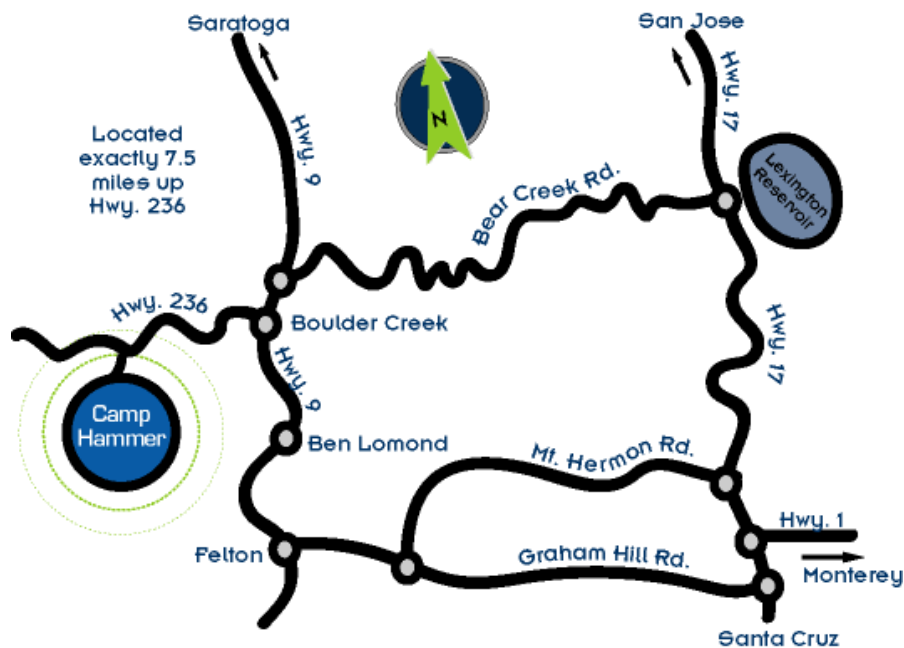 Saratoga
San Jose
Hwy. 9
Hwy. 17
N
Located
exactly 7.5
miles up
Hwy. 236
Lexington
Reservoir
Bear Creek Rd.
Hwy. 236
Boulder Creek
Hwy. 9
Hwy. 17
Camp
Hammer
Ben Lomond
Mt. Hermon Rd.
Hwy. 1
Felton
Graham Hill Rd.
Monterey
Santa Cruz